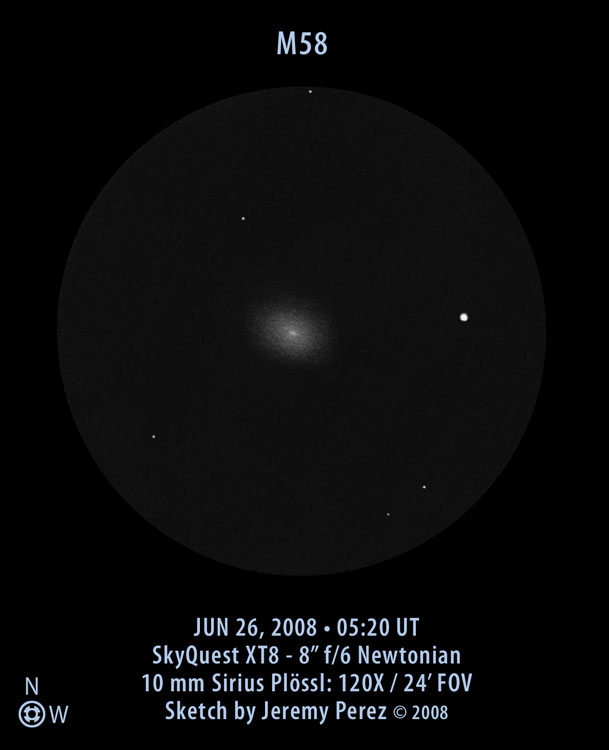 M58
JUN 26, 2008 • 05:20 UT
SkyQuest XT8 - 8” f/6 Newtonian
10 mm Sirius Plössl: 120X / 24’ FOV
Sketch by Jeremy Perez © 2008
N
W